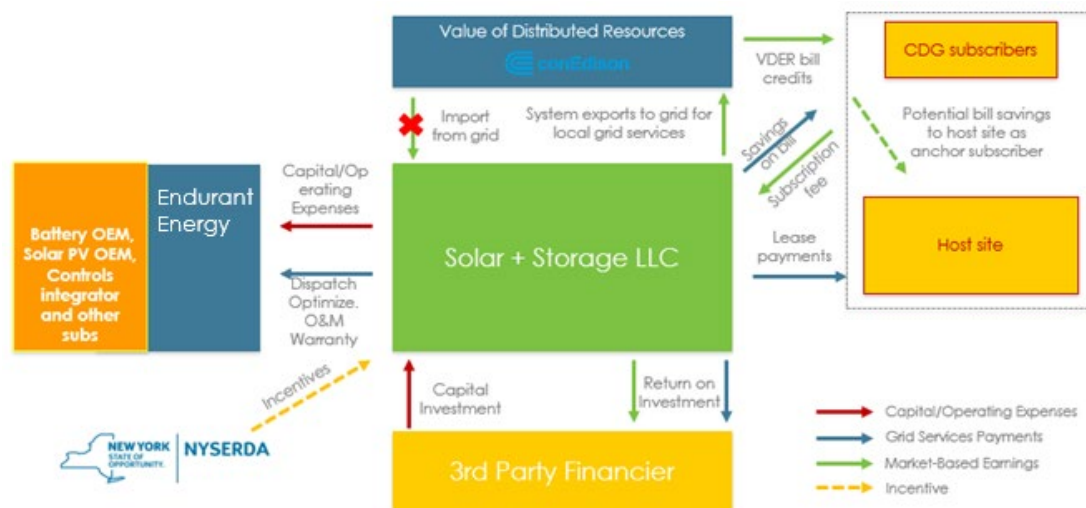 Value of Distributed Resources
conEdison
VDER bill
credits
CDG subscribers
Import
from grid
System exports to grid for
local grid services
Savings
on bill
Subscription
fee
Potential bill savings
to host site as
anchor subscriber
Battery OEM,
Solar PV OEM,
Controls
integrator
and other
subs
Endurant
Energy
Capital/Op
erating
Expenses
Dispatch
Optimize.
O&M
Warranty
Solar + Storage LLC
Lease
payments
Host site
Incentives
Capital
Investment
Return on
Investment
NEW YORK
STATE OF
OPPORTUNITY.
NYSERDA
3rd Party Financier
Capital/Operating Expenses
Grid Services Payments
Market-Based Earnings
Incentive